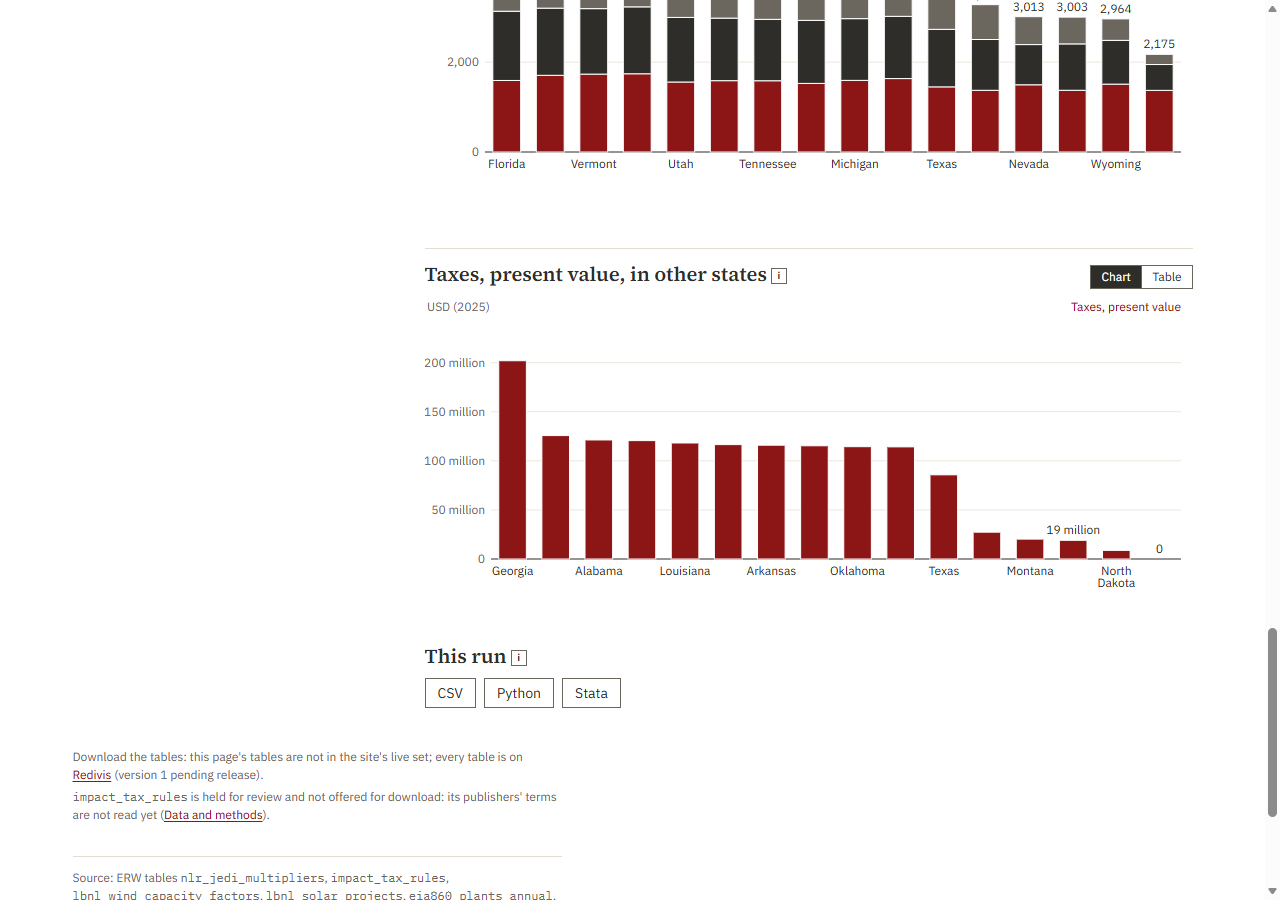 3,013 3,003 2,964
2,175
2,000
0
Florida Vermont Utah Tennessee Michigan Texas Nevada Wyoming
Taxes, present value, in other states i
Chart Table
USD (2025) Taxes, present value
200 million
150 million
100 million
50 million
19 million
0
0
Georgia Alabama Louisiana Arkansas Oklahoma Texas Montana North
Dakota
This run i
CSV Python Stata
Download the tables: this page's tables are not in the site's live set; every table is on
Redivis (version 1 pending release).
impact_tax_rules is held for review and not offered for download: its publishers' terms
are not read yet (Data and methods).
Source: ERW tables nlr_jedi_multipliers, impact_tax_rules,
lbnl_wind_capacity_factors, lbnl_solar_projects, eia860_plants_annual,